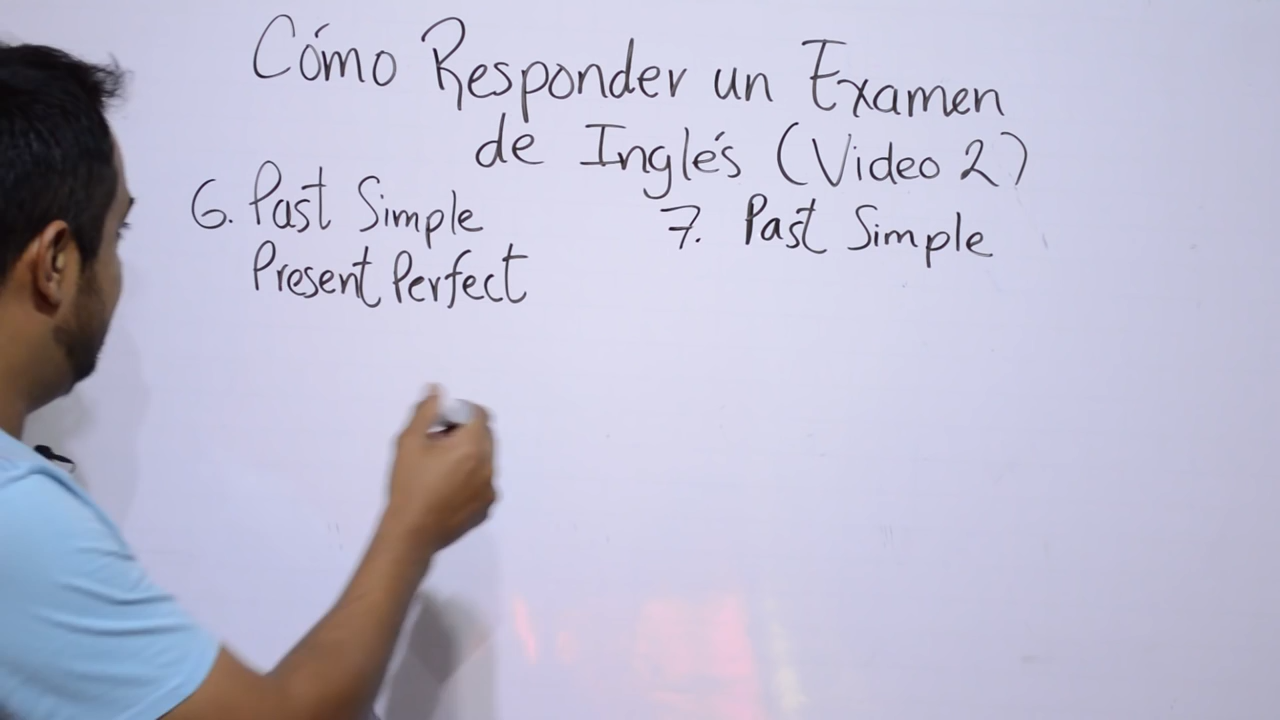 Cómo Responder un Examen
de Inglés (Video 2)
6. Past Simple
Present Perfect
7. Past Simple